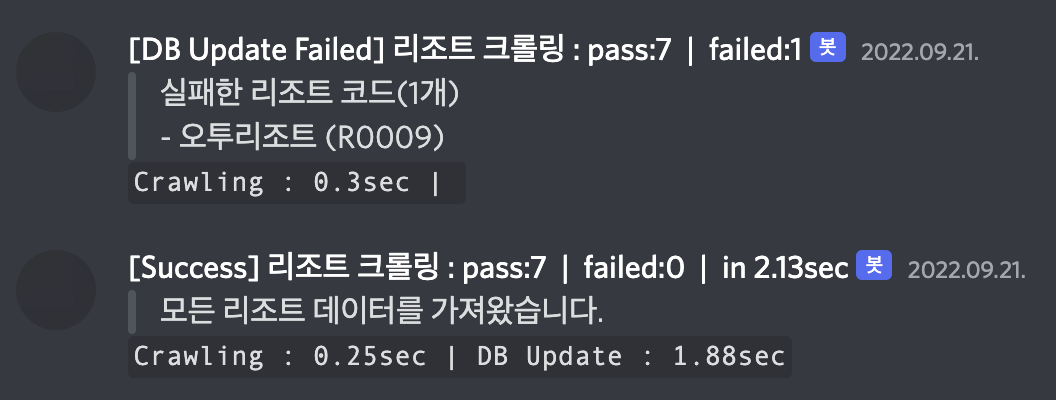 [DB Update Failed] 리조트 크롤링 : pass:7 | failed:1 봇 2022.09.21.
실패한 리조트 코드(1개)
- 오투리조트 (R0009)
Crawling : 0.3sec |
[Success] 리조트 크롤링 : pass:7 | failed:0 | in 2.13sec 봇 2022.09.21.
모든 리조트 데이터를 가져왔습니다.
Crawling : 0.25sec | DB Update : 1.88sec